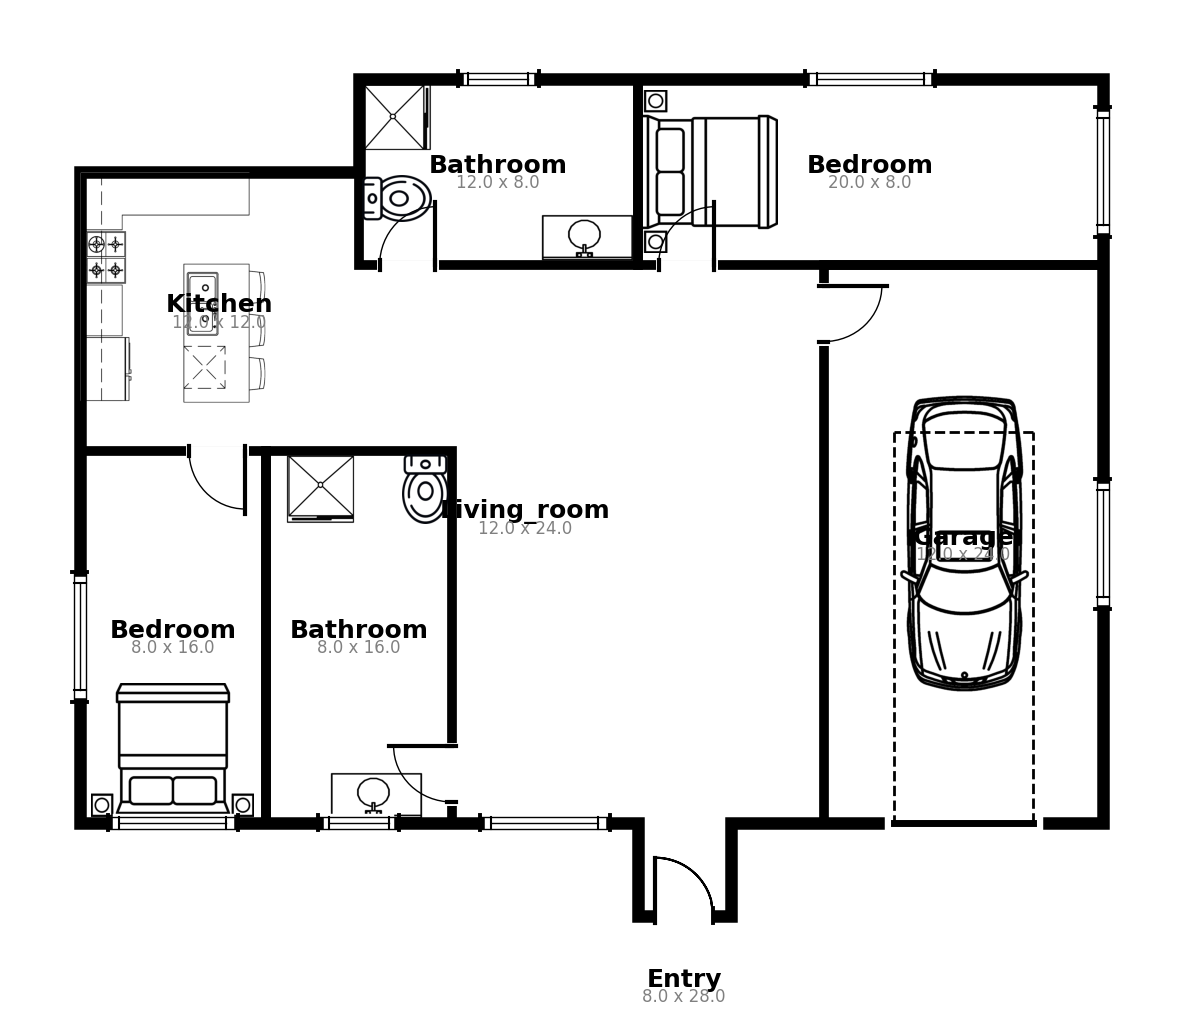 Bathroom
12.0 x 8.0
Bedroom
20.0 x 8.0
Kitchen
12.0 x 12.0
Living_room
12.0 x 24.0
Garage
12.0 x 24.0
Bedroom
8.0 x 16.0
Bathroom
8.0 x 16.0
Entry
8.0 x 28.0